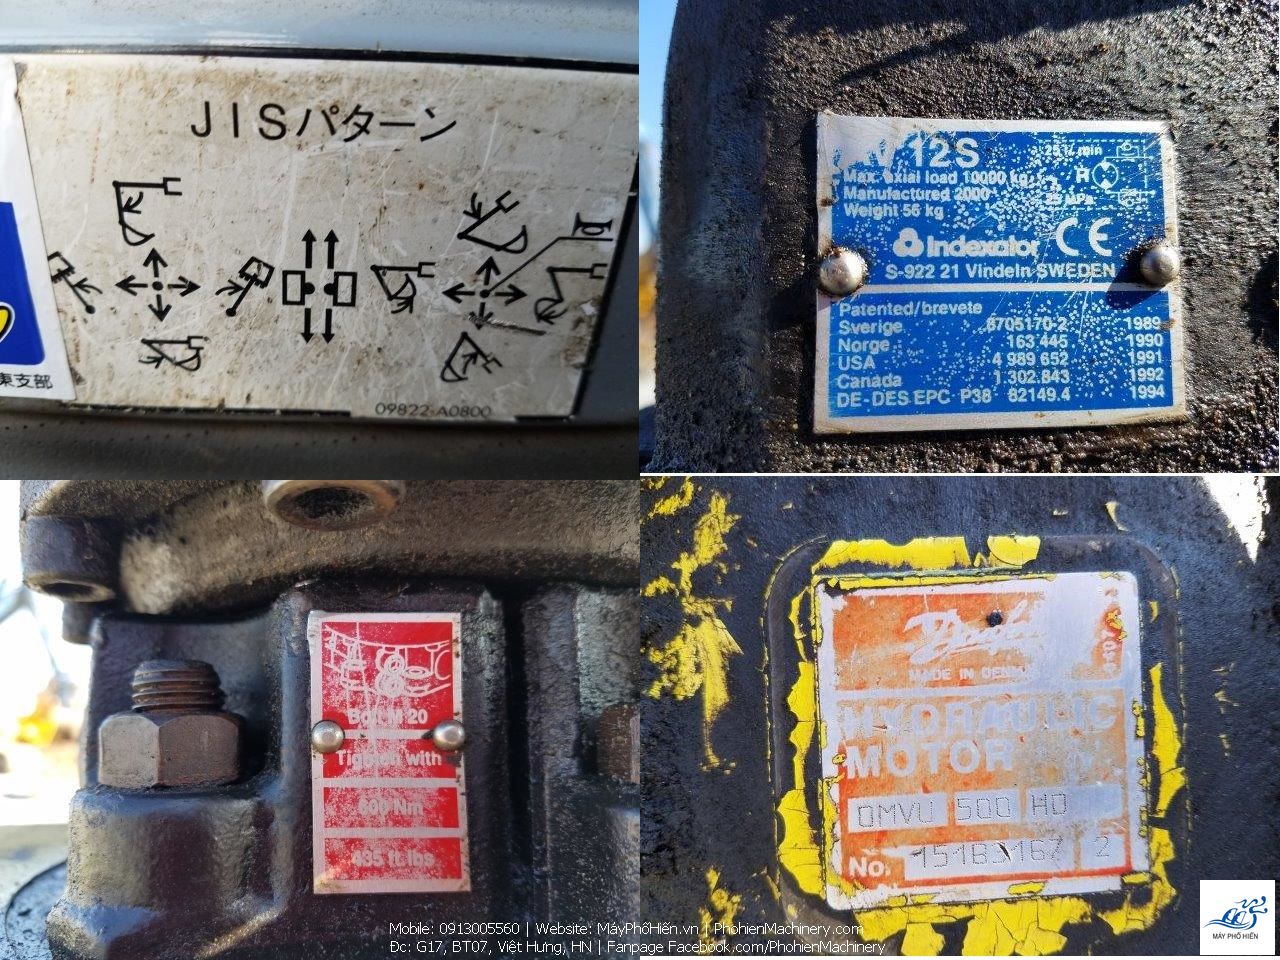 JISパターン
東支部
09822-A0800
12S
25 l/min
Max. axial load 10000 kg
H
Manufactured 2000
25 MPa
Weight 56 kg
Indexator CE
S-922 21 Vindeln SWEDEN
Patented/brevete
Sverige 8705170-2 1989
Norge 163 445 1990
USA 4 989 652 1991
Canada 1.302.843 1992
DE-DES.EPC P38 82149.4 1994
Bolt M 20
Tighten with
600 Nm
435 ft lbs
Danfoss
MADE IN DENMARK
HYDRAULIC
MOTOR
OMVU 500 HD
No. 2
Mobile: 0913005560 | Website: MáyPhốHiến.vn | PhohienMachinery.com
Đc: G17, BT07, Việt Hưng, HN | Fanpage Facebook.com/PhohienMachinery
MÁY PHỐ HIẾN